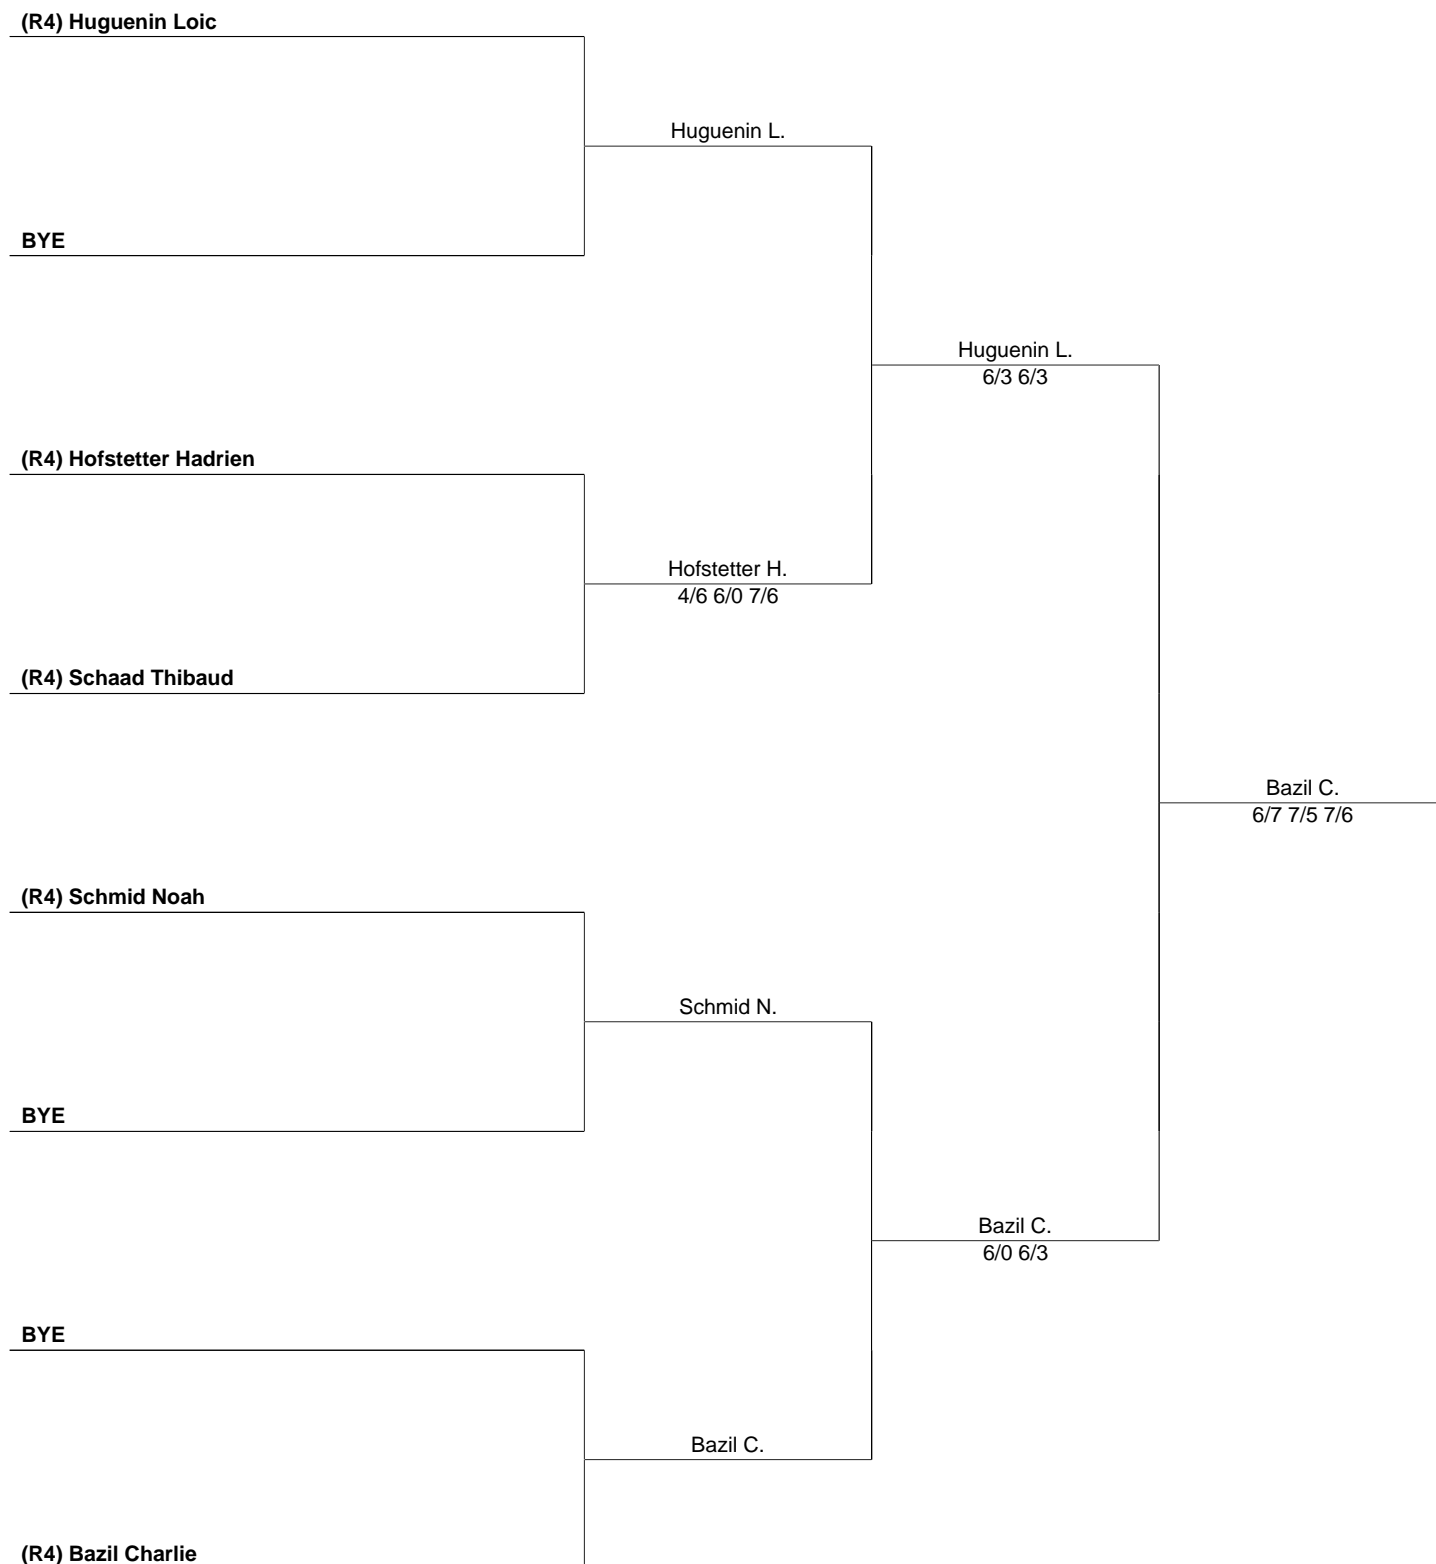 (R4) Huguenin Loic
Huguenin L.
BYE
Huguenin L.
6/3 6/3
(R4) Hofstetter Hadrien
Hofstetter H.
4/6 6/0 7/6
(R4) Schaad Thibaud
Bazil C.
6/7 7/5 7/6
(R4) Schmid Noah
Schmid N.
BYE
Bazil C.
6/0 6/3
BYE
Bazil C.
(R4) Bazil Charlie